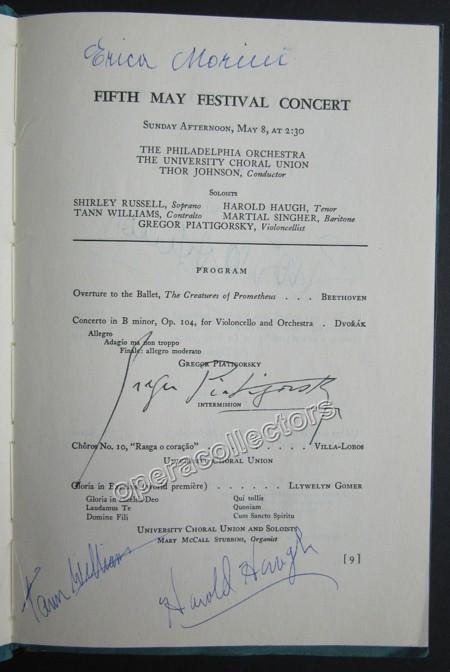 Erica Morini
FIFTH MAY FESTIVAL CONCERT
SUNDAY AFTERNOON, MAY 8, AT 2:30
THE PHILADELPHIA ORCHESTRA
THE UNIVERSITY CHORAL UNION
THOR JOHNSON, Conductor
SOLOISTS
SHIRLEY RUSSELL, Soprano HAROLD HAUGH, Tenor
TANN WILLIAMS, Contralto MARTIAL SINGHER, Baritone
GREGOR PIATIGORSKY, Violoncellist
PROGRAM
Overture to the Ballet, The Creatures of Prometheus . . . BEETHOVEN
Concerto in B minor, Op. 104, for Violoncello and Orchestra . DVOŘÁK
Allegro
Adagio ma non troppo
Finale: allegro moderato
GREGOR PIATIGORSKY
Gregor Piatigorsky
INTERMISSION
operacollectors
Chôros No. 10, "Rasga o coração" . . . . . . VILLA-LOBOS
UNIVERSITY CHORAL UNION
Gloria in Excelsis (world première) . . . . . . LLYWELYN GOMER
Gloria in Excelsis Deo Qui tollis
Laudamus Te Quoniam
Domine Fili Cum Sancto Spiritu
UNIVERSITY CHORAL UNION AND SOLOISTS
MARY MCCALL STUBBINS, Organist
[ 9 ]
Tann Williams
Harold Haugh